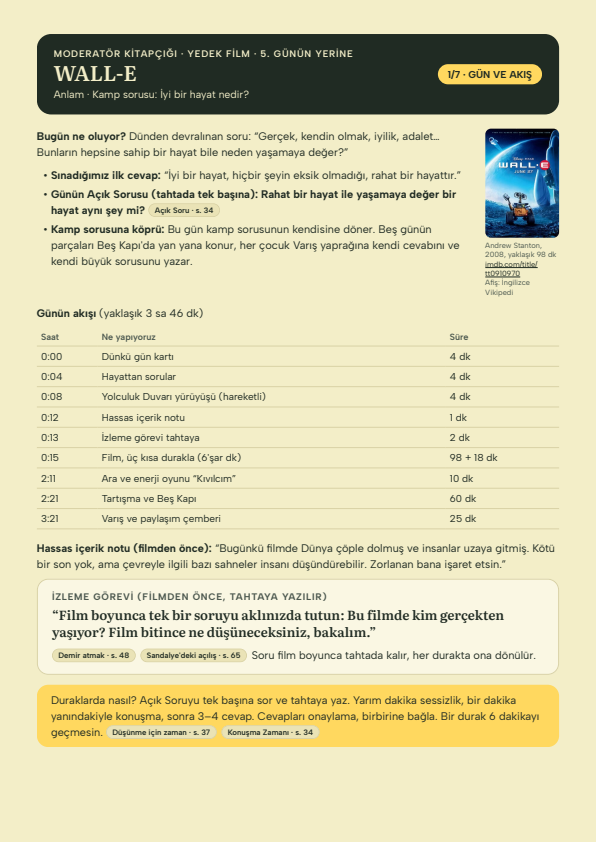 MODERATÖR KİTAPÇIĞI · YEDEK FİLM · 5. GÜNÜN YERİNE
WALL-E
Anlam · Kamp sorusu: İyi bir hayat nedir?
1/7 · GÜN VE AKIŞ
Bugün ne oluyor? Dünden devralınan soru: “Gerçek, kendin olmak, iyilik, adalet…
Bunların hepsine sahip bir hayat bile neden yaşamaya değer?”
• Sınadığımız ilk cevap: “İyi bir hayat, hiçbir şeyin eksik olmadığı, rahat bir hayattır.”
• Günün Açık Sorusu (tahtada tek başına): Rahat bir hayat ile yaşamaya değer bir
hayat aynı şey mi? Açık Soru · s. 34
• Kamp sorusuna köprü: Bu gün kamp sorusunun kendisine döner. Beş günün
parçaları Beş Kapı'da yan yana konur, her çocuk Varış yaprağına kendi cevabını ve
kendi büyük sorusunu yazar.
WALL·E
JUNE 27
Andrew Stanton,
2008, yaklaşık 98 dk
imdb.com/title/
tt0910970
Afiş: İngilizce
Vikipedi
Günün akışı (yaklaşık 3 sa 46 dk)
Saat Ne yapıyoruz Süre
0:00 Dünkü gün kartı 4 dk
0:04 Hayattan sorular 4 dk
0:08 Yolculuk Duvarı yürüyüşü (hareketli) 4 dk
0:12 Hassas içerik notu 1 dk
0:13 İzleme görevi tahtaya 2 dk
0:15 Film, üç kısa durakla (6'şar dk) 98 + 18 dk
2:11 Ara ve enerji oyunu “Kıvılcım” 10 dk
2:21 Tartışma ve Beş Kapı 60 dk
3:21 Varış ve paylaşım çemberi 25 dk
Hassas içerik notu (filmden önce): “Bugünkü filmde Dünya çöple dolmuş ve insanlar uzaya gitmiş. Kötü
bir son yok, ama çevreyle ilgili bazı sahneler insanı düşündürebilir. Zorlanan bana işaret etsin.”
İZLEME GÖREVİ (FİLMDEN ÖNCE, TAHTAYA YAZILIR)
“Film boyunca tek bir soruyu aklınızda tutun: Bu filmde kim gerçekten
yaşıyor? Film bitince ne düşüneceksiniz, bakalım.”
Demir atmak · s. 48 Sandalye'deki açılış · s. 65 Soru film boyunca tahtada kalır, her durakta ona dönülür.
Duraklarda nasıl? Açık Soruyu tek başına sor ve tahtaya yaz. Yarım dakika sessizlik, bir dakika
yanındakiyle konuşma, sonra 3–4 cevap. Cevapları onaylama, birbirine bağla. Bir durak 6 dakikayı
geçmesin. Düşünme için zaman · s. 37 Konuşma Zamanı · s. 34